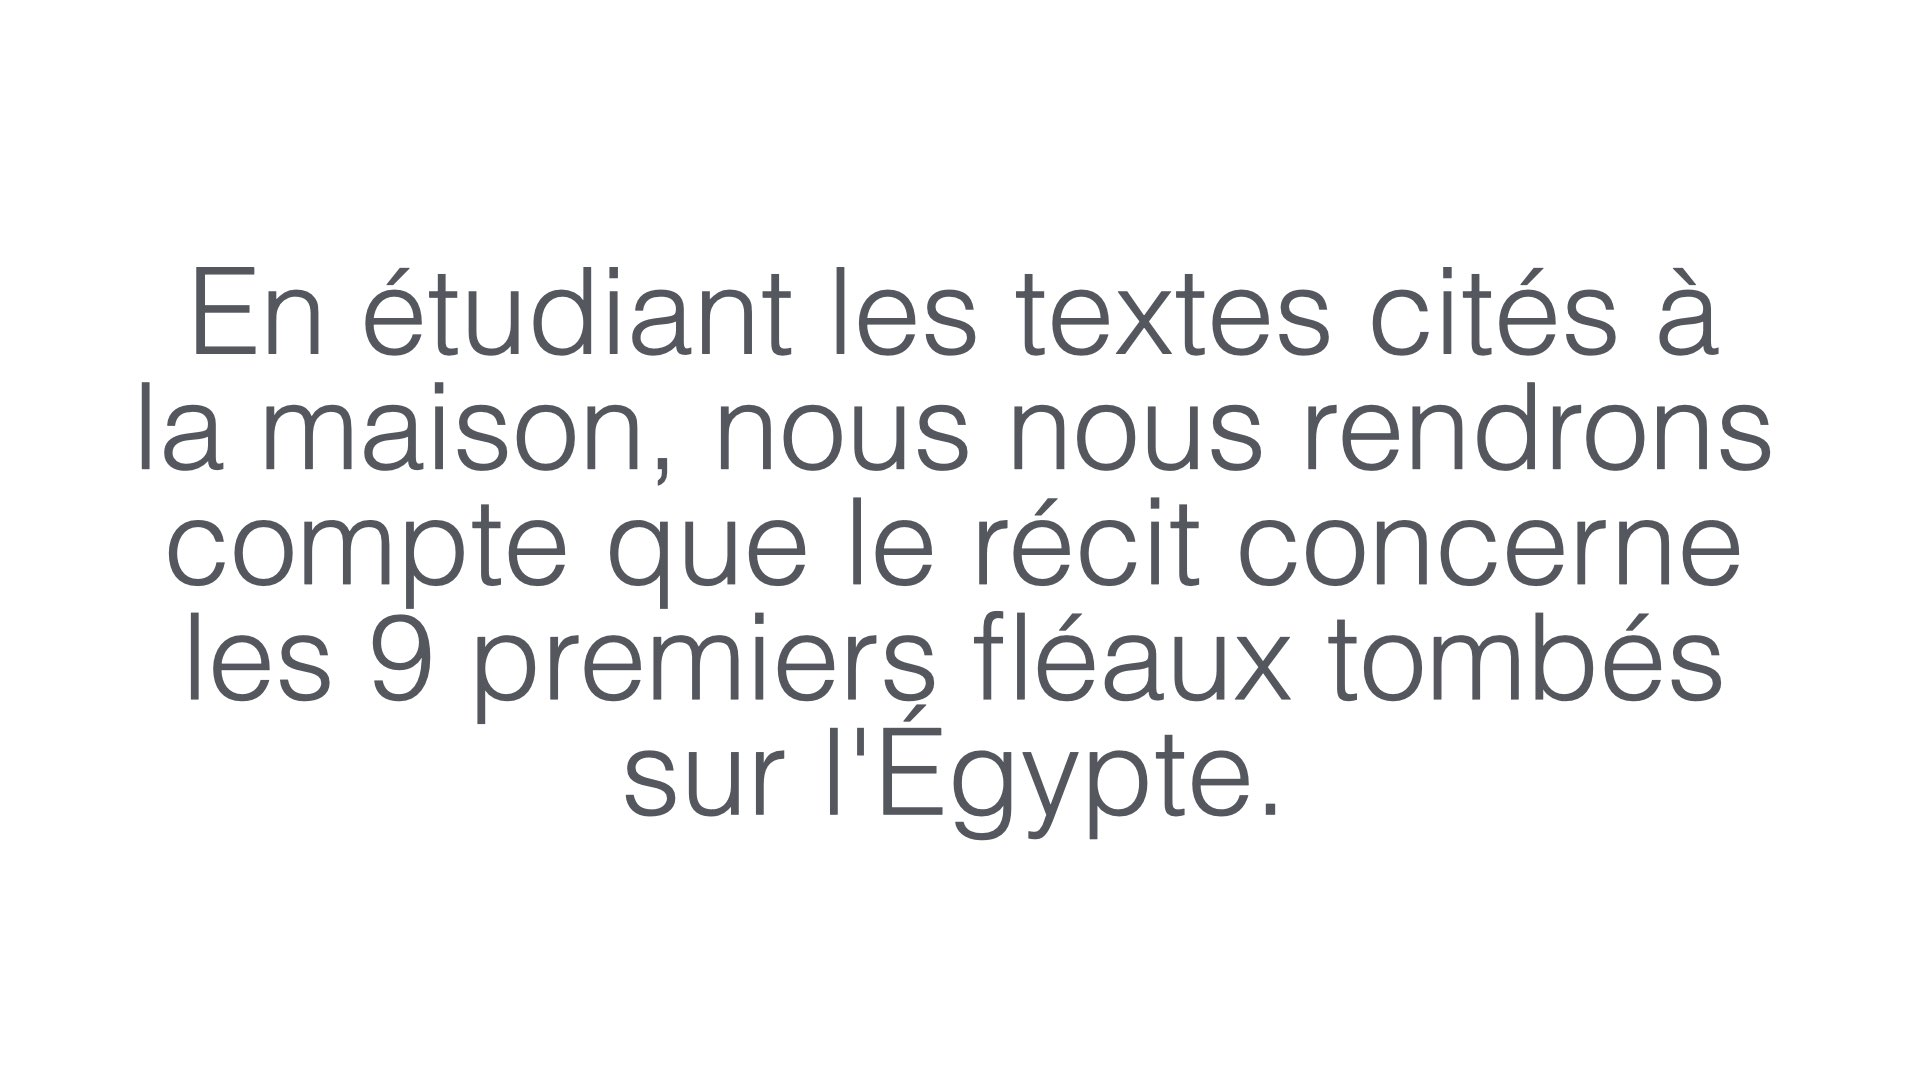 En étudiant les textes cités à
la maison, nous nous rendrons
compte que le récit concerne
les 9 premiers fléaux tombés
sur l'Égypte.